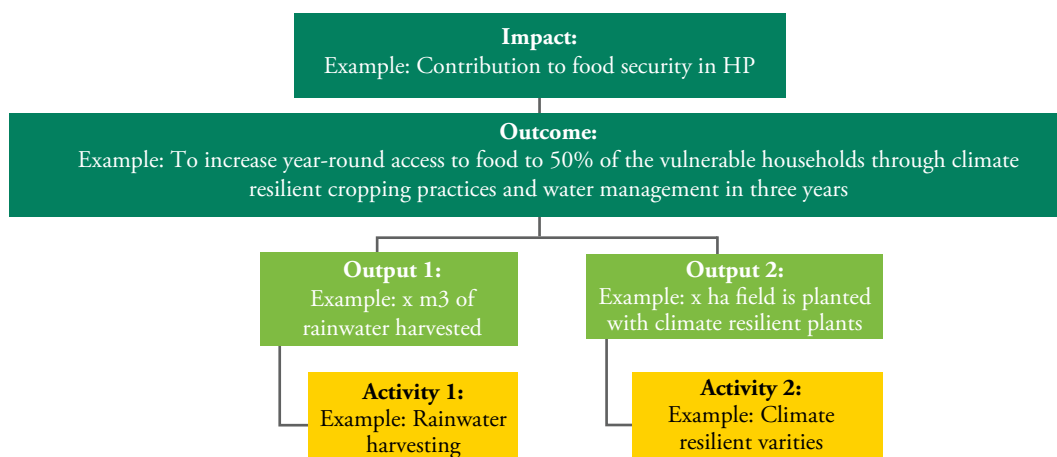 Impact:
Example: Contribution to food security in HP
Outcome:
Example: To increase year-round access to food to 50% of the vulnerable households through climate
resilient cropping practices and water management in three years
Output 1:
Example: x m3 of
rainwater harvested
Output 2:
Example: x ha field is planted
with climate resilient plants
Activity 1:
Example: Rainwater
harvesting
Activity 2:
Example: Climate
resilient varities